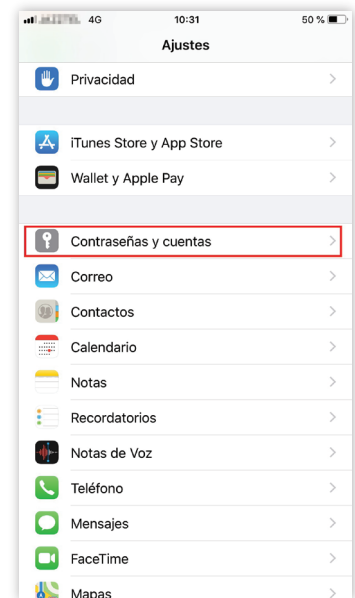 4G 10:31 50 %
Ajustes
Privacidad
iTunes Store y App Store
Wallet y Apple Pay
Contraseñas y cuentas
Correo
Contactos
Calendario
Notas
Recordatorios
Notas de Voz
Teléfono
Mensajes
FaceTime
Mapas